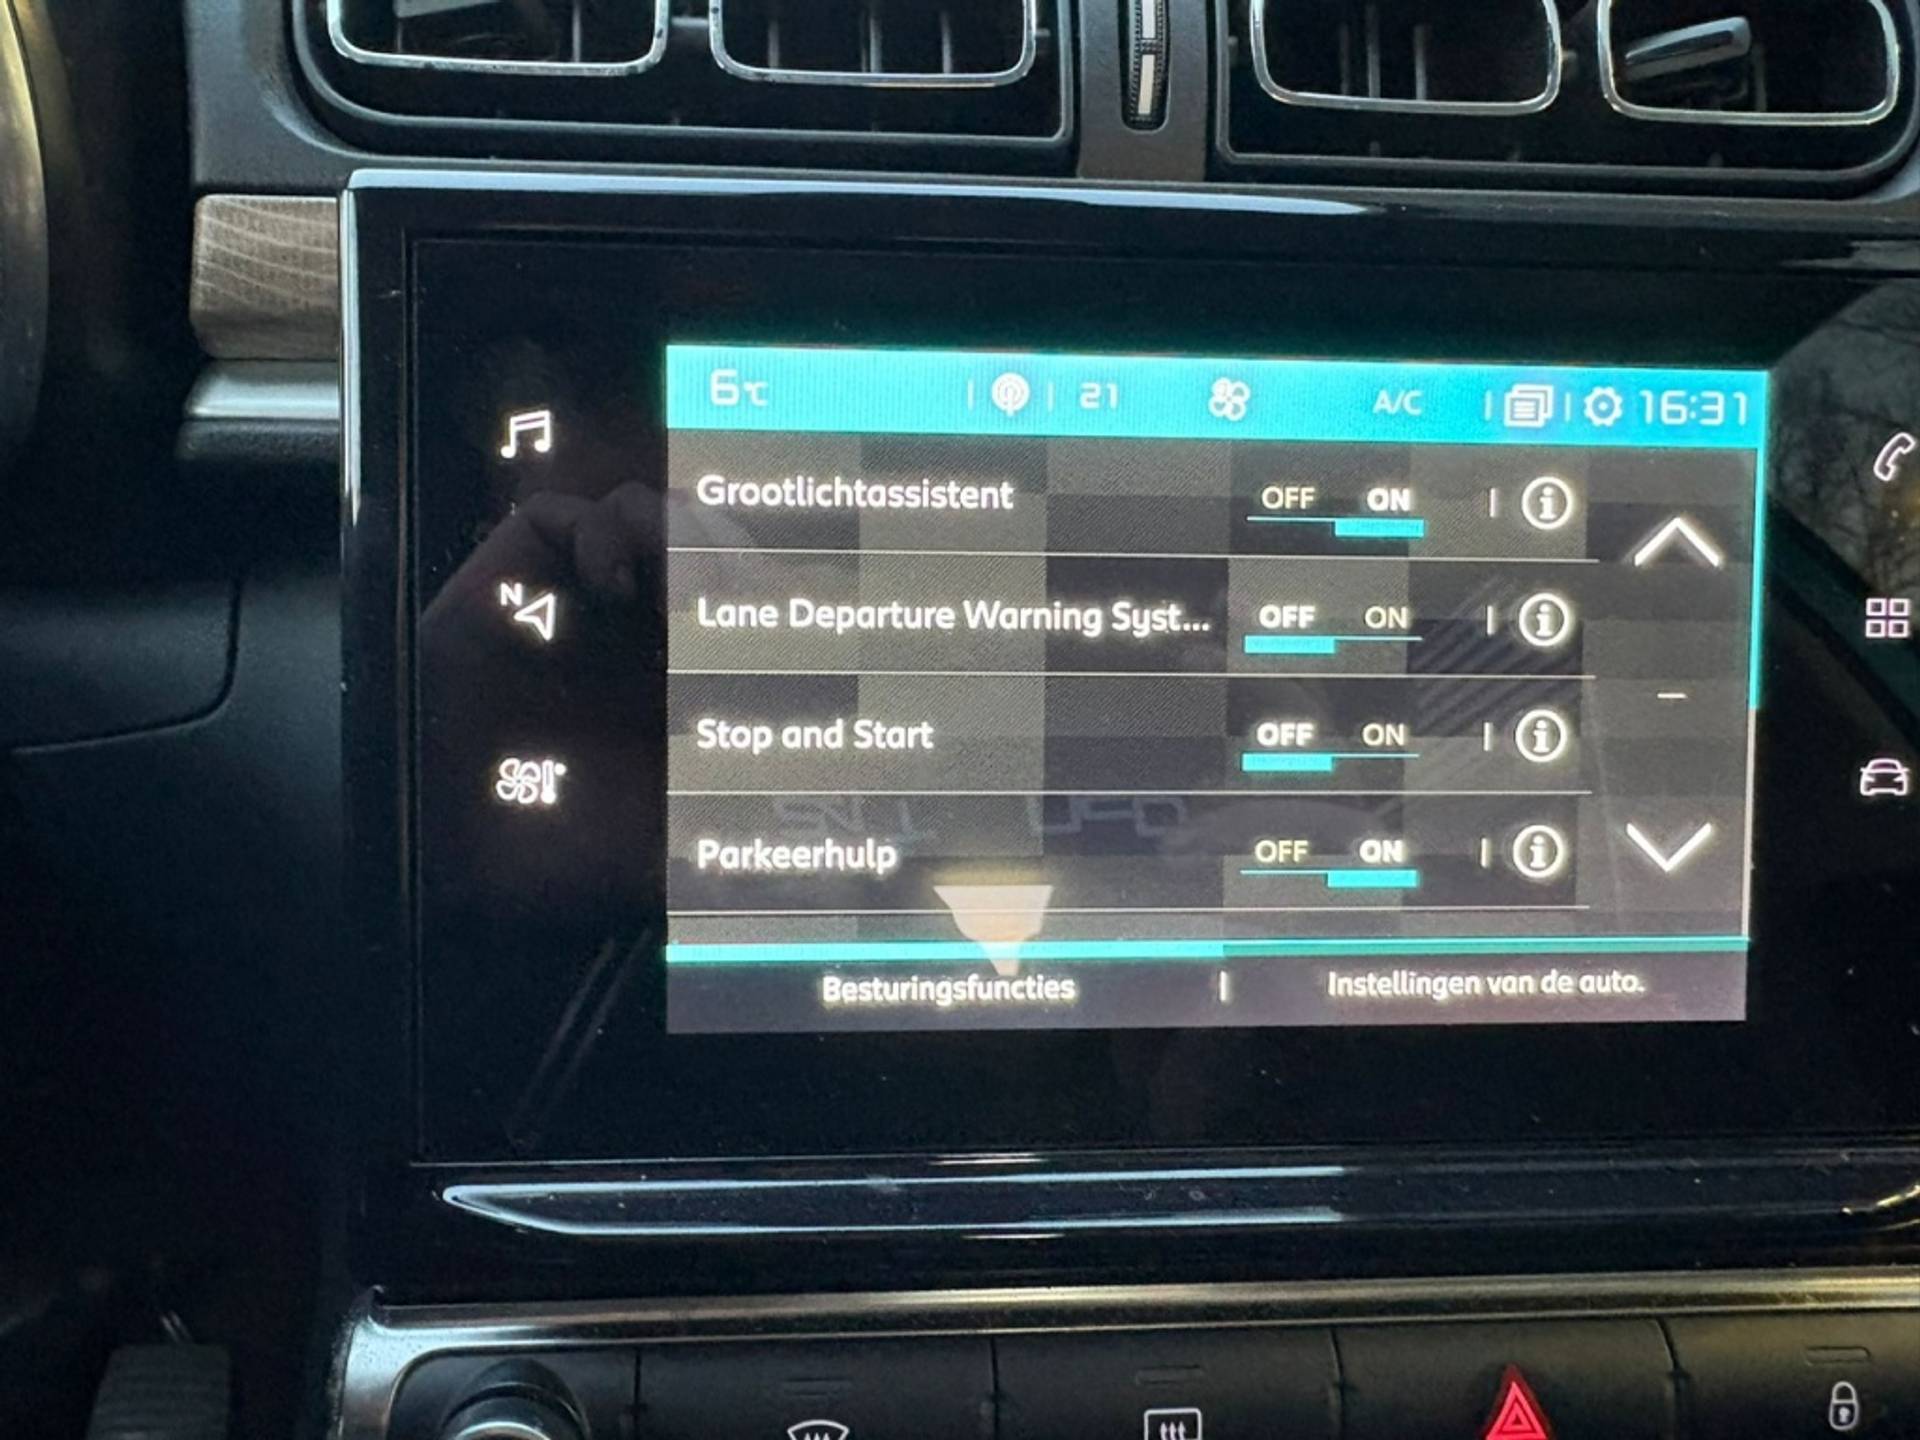 6°C 21 A/C 16:31
Grootlichtassistent OFF ON
N
Lane Departure Warning Syst... OFF ON
Stop and Start OFF ON
Parkeerhulp OFF ON
Besturingsfuncties | Instellingen van de auto.